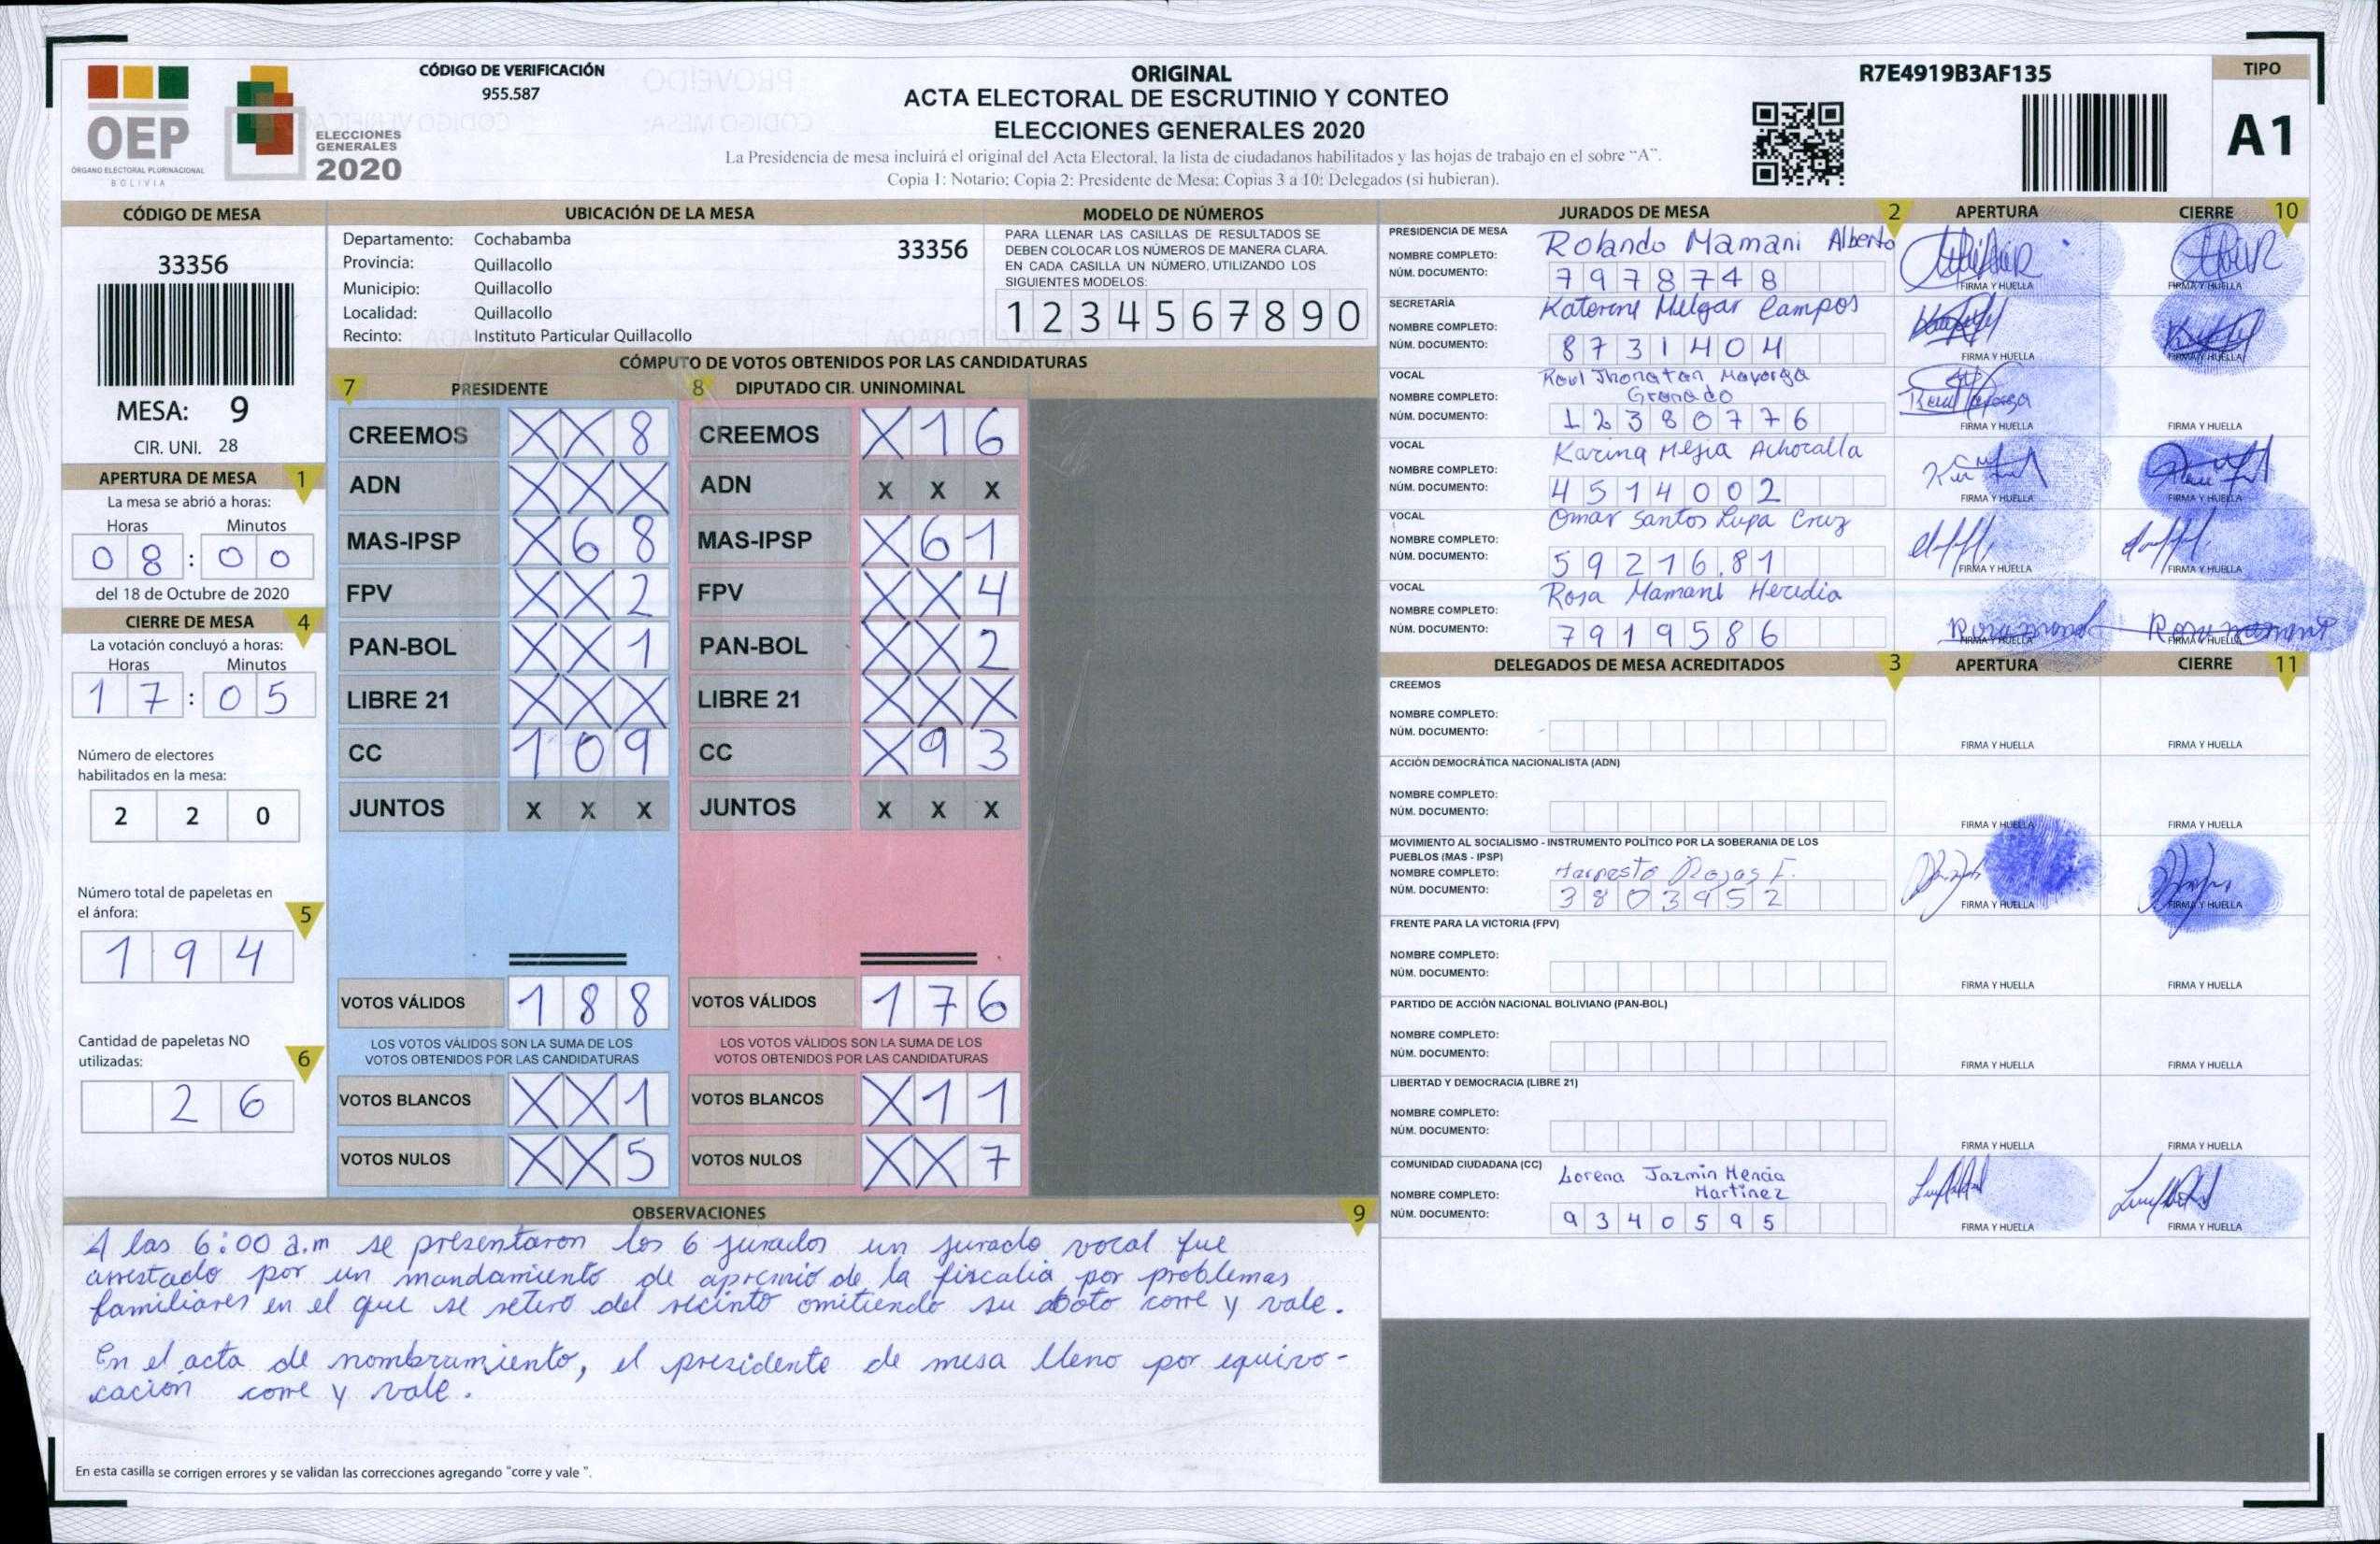 OEP
ÓRGANO ELECTORAL PLURINACIONAL
BOLIVIA
ELECCIONES
GENERALES
2020
CÓDIGO DE VERIFICACIÓN
955.587
ORIGINAL
ACTA ELECTORAL DE ESCRUTINIO Y CONTEO
ELECCIONES GENERALES 2020
La Presidencia de mesa incluirá el original del Acta Electoral, la lista de ciudadanos habilitados y las hojas de trabajo en el sobre “A”.
Copia 1: Notario; Copia 2: Presidente de Mesa; Copias 3 a 10: Delegados (si hubieran).
R7E4919B3AF135
TIPO
A1
CÓDIGO DE MESA
33356
MESA: 9
CIR. UNI. 28
APERTURA DE MESA 1
La mesa se abrió a horas:
Horas Minutos
08:00
del 18 de Octubre de 2020
CIERRE DE MESA 4
La votación concluyó a horas:
Horas Minutos
17:05
Número de electores
habilitados en la mesa:
220
Número total de papeletas en
el ánfora: 5
194
Cantidad de papeletas NO
utilizadas: 6
26
UBICACIÓN DE LA MESA
Departamento: Cochabamba 33356
Provincia: Quillacollo
Municipio: Quillacollo
Localidad: Quillacollo
Recinto: Instituto Particular Quillacollo
MODELO DE NÚMEROS
PARA LLENAR LAS CASILLAS DE RESULTADOS SE
DEBEN COLOCAR LOS NÚMEROS DE MANERA CLARA.
EN CADA CASILLA UN NÚMERO, UTILIZANDO LOS
SIGUIENTES MODELOS:
1 2 3 4 5 6 7 8 9 0
CÓMPUTO DE VOTOS OBTENIDOS POR LAS CANDIDATURAS
7 PRESIDENTE 8 DIPUTADO CIR. UNINOMINAL
CREEMOS X X 8 CREEMOS X 1 6
ADN X X X ADN X X X
MAS-IPSP X 6 8 MAS-IPSP X 6 1
FPV X X 2 FPV X X 4
PAN-BOL X X 1 PAN-BOL X X 2
LIBRE 21 X X X LIBRE 21 X X X
CC 1 0 9 CC X 9 3
JUNTOS X X X JUNTOS X X X
VOTOS VÁLIDOS 1 8 8 VOTOS VÁLIDOS 1 7 6
LOS VOTOS VÁLIDOS SON LA SUMA DE LOS LOS VOTOS VÁLIDOS SON LA SUMA DE LOS
VOTOS OBTENIDOS POR LAS CANDIDATURAS VOTOS OBTENIDOS POR LAS CANDIDATURAS
VOTOS BLANCOS X X 1 VOTOS BLANCOS X 1 1
VOTOS NULOS X X 5 VOTOS NULOS X X 7
OBSERVACIONES 9
A las 6:00 a.m se presentaron los 6 jurados un jurado vocal fue
arrestado por un mandamiento de apremio de la fiscalia por problemas
familiares en el que se retiro del recinto omitiendo su boto corre y vale.
En el acta de nombramiento, el presidente de mesa lleno por equivo-
cación corre y vale.
En esta casilla se corrigen errores y se validan las correcciones agregando "corre y vale ".
JURADOS DE MESA 2 APERTURA CIERRE 10
PRESIDENCIA DE MESA
NOMBRE COMPLETO: Rolando Mamani Alberto
NÚM. DOCUMENTO: 7978748
FIRMA Y HUELLA FIRMA Y HUELLA
SECRETARÍA
NOMBRE COMPLETO: Katerine Melgar Campos
NÚM. DOCUMENTO: 8731404
FIRMA Y HUELLA FIRMA Y HUELLA
VOCAL Raul Jhonatan Mayorga
NOMBRE COMPLETO: Granado
NÚM. DOCUMENTO: 12380776
FIRMA Y HUELLA FIRMA Y HUELLA
VOCAL
NOMBRE COMPLETO: Karina Mejia Achocalla
NÚM. DOCUMENTO: 4514002
FIRMA Y HUELLA FIRMA Y HUELLA
VOCAL
NOMBRE COMPLETO: Omar Santos Lupa Cruz
NÚM. DOCUMENTO: 5921681
FIRMA Y HUELLA FIRMA Y HUELLA
VOCAL
NOMBRE COMPLETO: Rosa Mamani Heredia
NÚM. DOCUMENTO: 7919586
FIRMA Y HUELLA FIRMA Y HUELLA
DELEGADOS DE MESA ACREDITADOS 3 APERTURA CIERRE 11
CREEMOS
NOMBRE COMPLETO:
NÚM. DOCUMENTO:
FIRMA Y HUELLA FIRMA Y HUELLA
ACCIÓN DEMOCRÁTICA NACIONALISTA (ADN)
NOMBRE COMPLETO:
NÚM. DOCUMENTO:
FIRMA Y HUELLA FIRMA Y HUELLA
MOVIMIENTO AL SOCIALISMO - INSTRUMENTO POLÍTICO POR LA SOBERANIA DE LOS
PUEBLOS (MAS - IPSP)
NOMBRE COMPLETO: Rojas F.
NÚM. DOCUMENTO: 3803952
FIRMA Y HUELLA FIRMA Y HUELLA
FRENTE PARA LA VICTORIA (FPV)
NOMBRE COMPLETO:
NÚM. DOCUMENTO:
FIRMA Y HUELLA FIRMA Y HUELLA
PARTIDO DE ACCIÓN NACIONAL BOLIVIANO (PAN-BOL)
NOMBRE COMPLETO:
NÚM. DOCUMENTO:
FIRMA Y HUELLA FIRMA Y HUELLA
LIBERTAD Y DEMOCRACIA (LIBRE 21)
NOMBRE COMPLETO:
NÚM. DOCUMENTO:
FIRMA Y HUELLA FIRMA Y HUELLA
COMUNIDAD CIUDADANA (CC) Lorena Jazmin Mencia
NOMBRE COMPLETO: Martinez
NÚM. DOCUMENTO: 9340595
FIRMA Y HUELLA FIRMA Y HUELLA